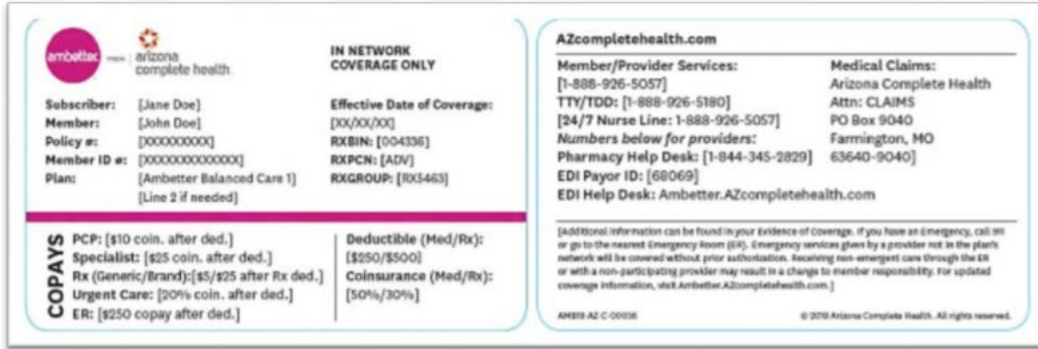 ambetter.
FROM
arizona
complete health
IN NETWORK
COVERAGE ONLY
Subscriber: [Jane Doe]
Member: [John Doe]
Policy #: [XXXXXXXXX]
Member ID #: [XXXXXXXXXXXXX]
Plan: [Ambetter Balanced Care 1]
[Line 2 if needed]
Effective Date of Coverage:
[XX/XX/XX]
RXBIN: [004336]
RXPCN: [ADV]
RXGROUP: [RX5463]
COPAYS
PCP: [$10 coin. after ded.]
Specialist: [$25 coin. after ded.]
Rx (Generic/Brand):[$5/$25 after Rx ded.]
Urgent Care: [20% coin. after ded.]
ER: [$250 copay after ded.]
Deductible (Med/Rx):
[$250/$500]
Coinsurance (Med/Rx):
[50%/30%]
AZcompletehealth.com
Member/Provider Services:
[1-888-926-5057]
TTY/TDD: [1-888-926-5180]
[24/7 Nurse Line: 1-888-926-5057]
Numbers below for providers:
Pharmacy Help Desk: [1-844-345-2829]
EDI Payor ID: [68069]
EDI Help Desk: Ambetter.AZcompletehealth.com
Medical Claims:
Arizona Complete Health
Attn: CLAIMS
PO Box 9040
Farmington, MO
63640-9040]
[Additional information can be found in your Evidence of Coverage. If you have an Emergency, call 911
or go to the nearest Emergency Room (ER). Emergency services given by a provider not in the plan's
network will be covered without prior authorization. Receiving non-emergent care through the ER
or with a non-participating provider may result in a change to member responsibility. For updated
coverage information, visit Ambetter.AZcompletehealth.com.]
© 2018 Arizona Complete Health. All rights reserved.